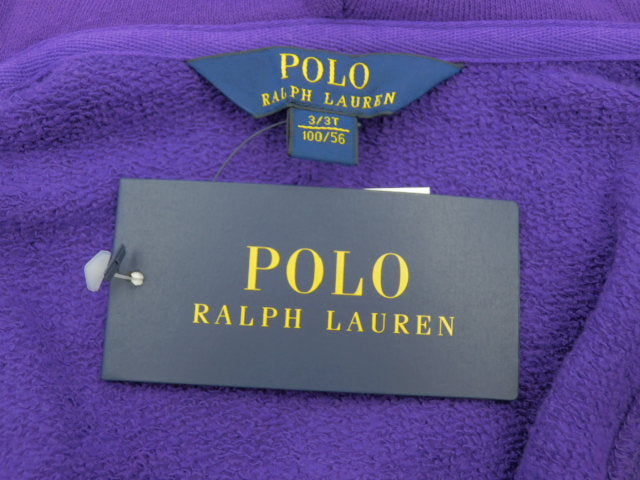 POLO
RALPH LAUREN
3/3T
100/56
POLO
RALPH LAUREN